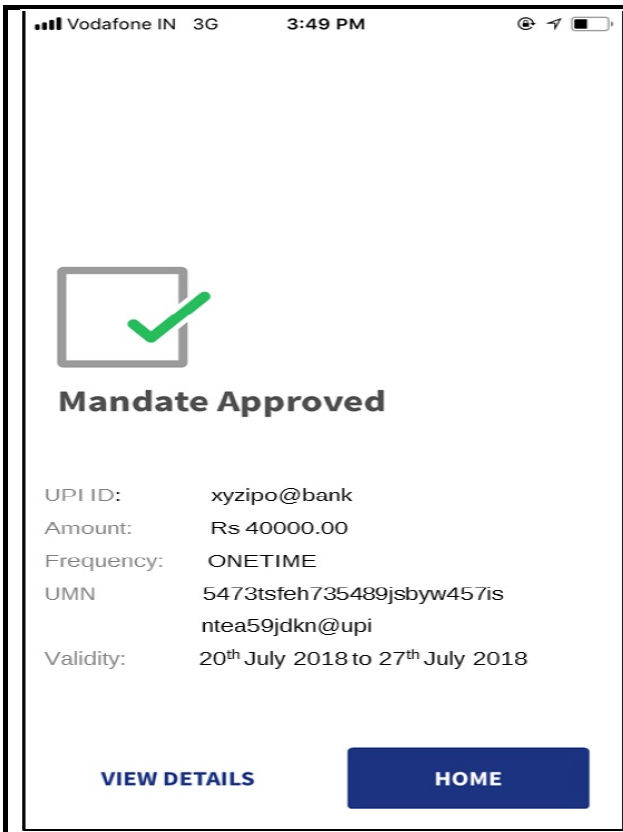 Vodafone IN 3G 3:49 PM
Mandate Approved
UPI ID: xyzipo@bank
Amount: Rs 40000.00
Frequency: ONETIME
UMN 5473tsfeh735489jsbyw457is
ntea59jdkn@upi
Validity: 20th July 2018 to 27th July 2018
VIEW DETAILS HOME